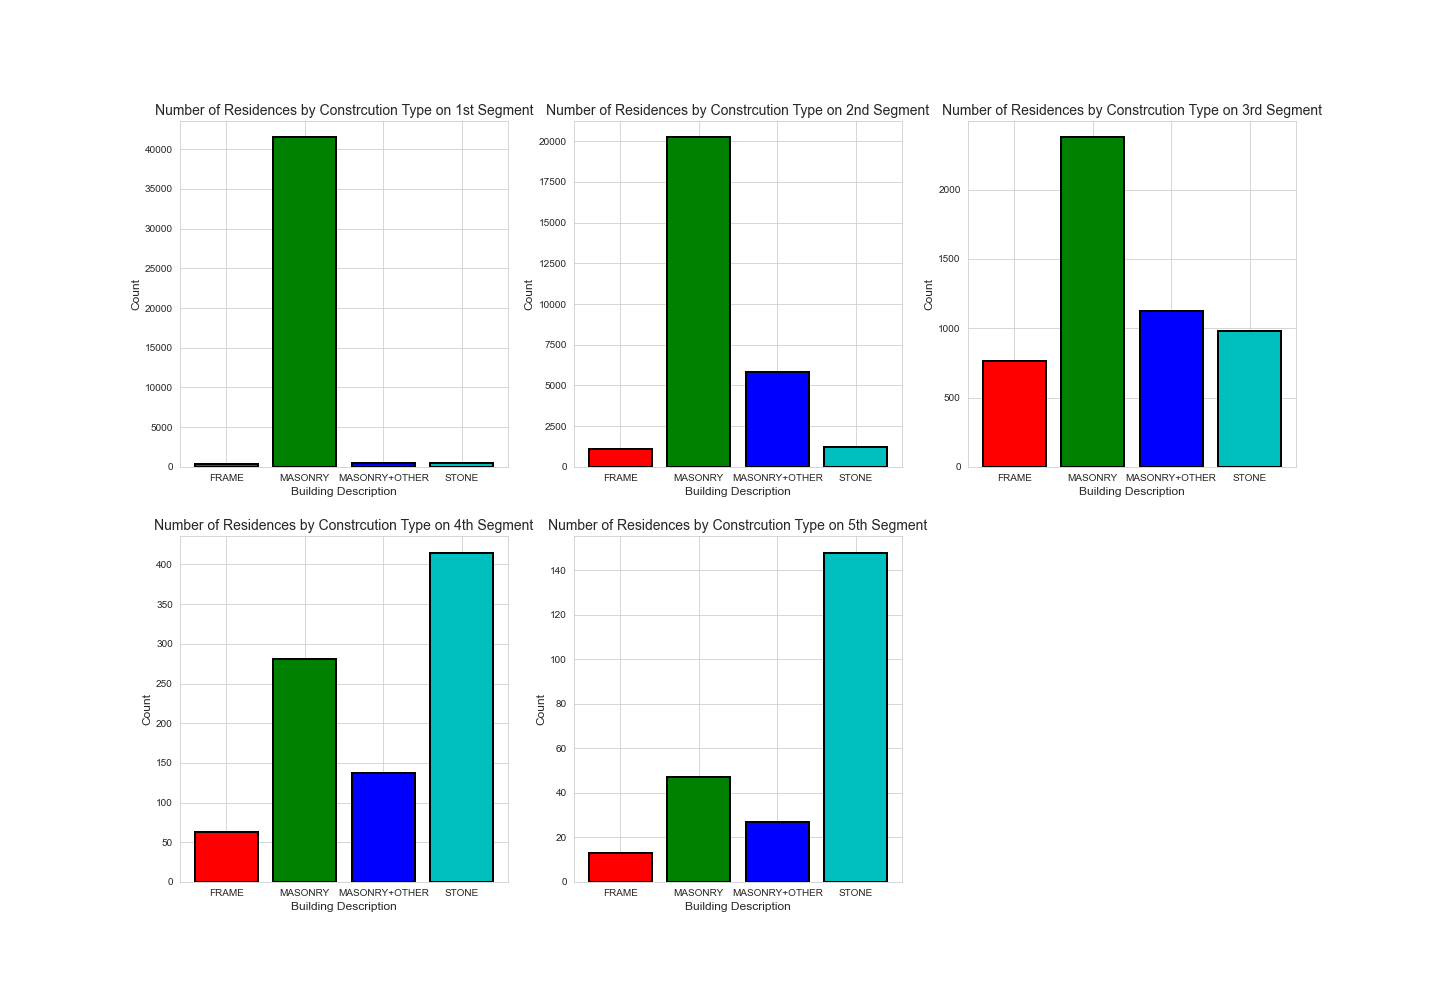 Number of Residences by Constrcution Type on 1st Segment
40000
35000
30000
25000
20000
15000
10000
5000
0
Count
FRAME MASONRY MASONRY+OTHER STONE
Building Description
Number of Residences by Constrcution Type on 2nd Segment
20000
17500
15000
12500
10000
7500
5000
2500
0
Count
FRAME MASONRY MASONRY+OTHER STONE
Building Description
Number of Residences by Constrcution Type on 3rd Segment
2000
1500
1000
500
0
Count
FRAME MASONRY MASONRY+OTHER STONE
Building Description
Number of Residences by Constrcution Type on 4th Segment
400
350
300
250
200
150
100
50
0
Count
FRAME MASONRY MASONRY+OTHER STONE
Building Description
Number of Residences by Constrcution Type on 5th Segment
140
120
100
80
60
40
20
0
Count
FRAME MASONRY MASONRY+OTHER STONE
Building Description